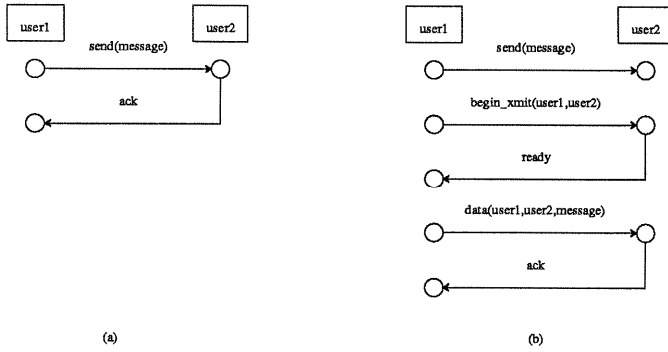 user1
user2
send(message)
ack
(a)
user1
user2
send(message)
begin_xmit(user1,user2)
ready
data(user1,user2,message)
ack
(b)